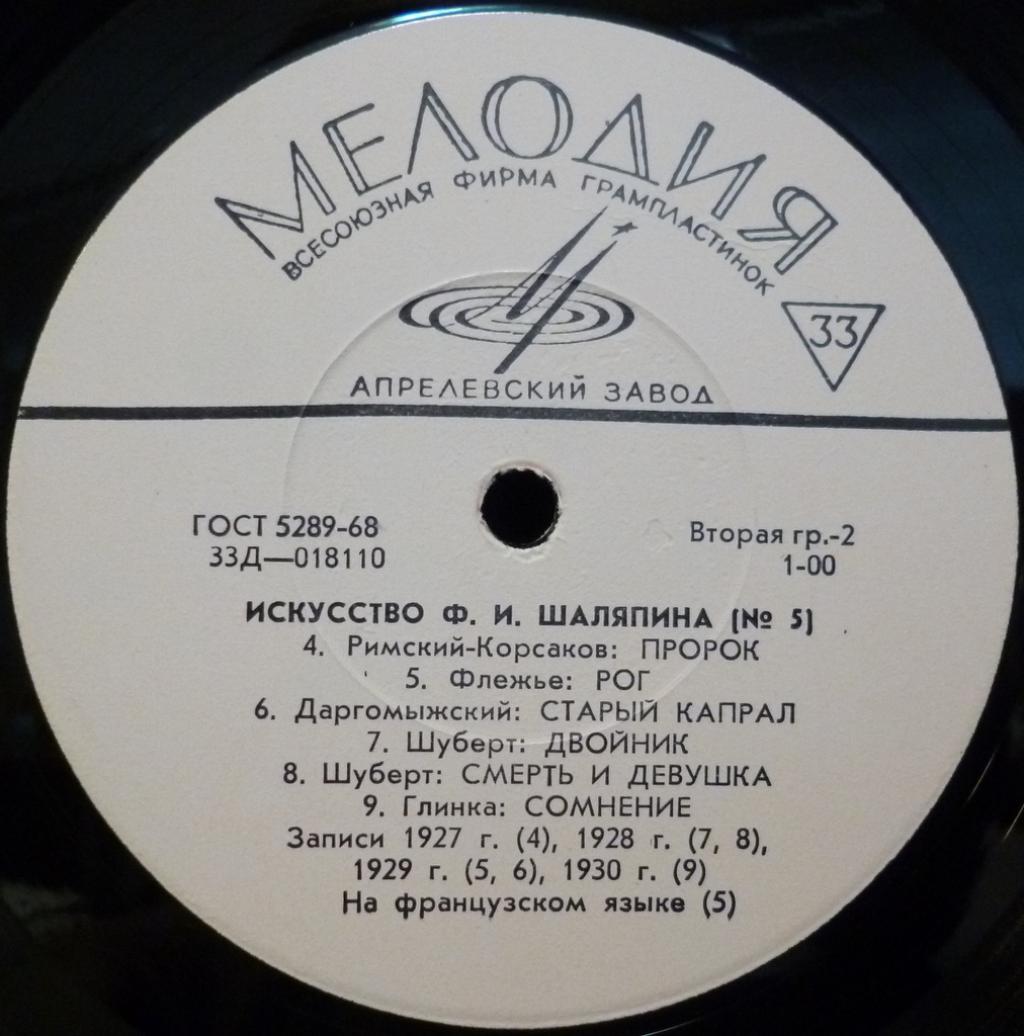 МЕЛОДИЯ
ВСЕСОЮЗНАЯ ФИРМА ГРАМПЛАСТИНОК
33
АПРЕЛЕВСКИЙ ЗАВОД
ГОСТ 5289-68
33Д—018110
Вторая гр.-2
1-00
ИСКУССТВО Ф. И. ШАЛЯПИНА (№ 5)
4. Римский-Корсаков: ПРОРОК
5. Флежье: РОГ
6. Даргомыжский: СТАРЫЙ КАПРАЛ
7. Шуберт: ДВОЙНИК
8. Шуберт: СМЕРТЬ И ДЕВУШКА
9. Глинка: СОМНЕНИЕ
Записи 1927 г. (4), 1928 г. (7, 8),
1929 г. (5, 6), 1930 г. (9)
На французском языке (5)